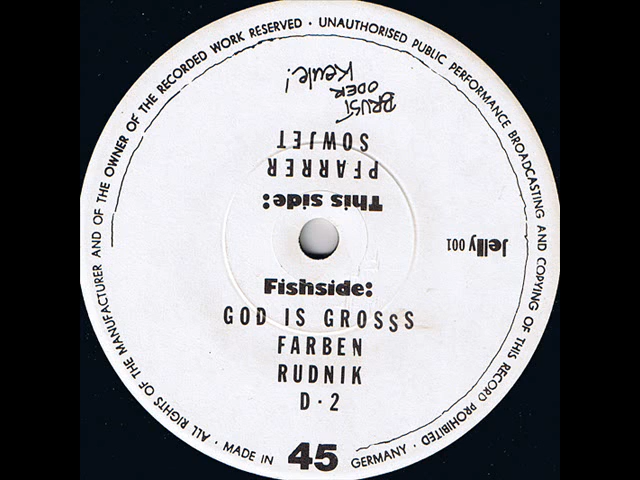 · ALL RIGHTS OF THE MANUFACTURER AND OF THE OWNER OF THE RECORDED WORK RESERVED · UNAUTHORISED PUBLIC PERFORMANCE BROADCASTING AND COPYING OF THIS RECORD PROHIBITED ·
This side:
PFARRER
SOWJET
BRUST
ODER
Keule!
Jelly 001
Fishside:
GOD IS GROSSS
FARBEN
RUDNIK
D·2
MADE IN 45 GERMANY